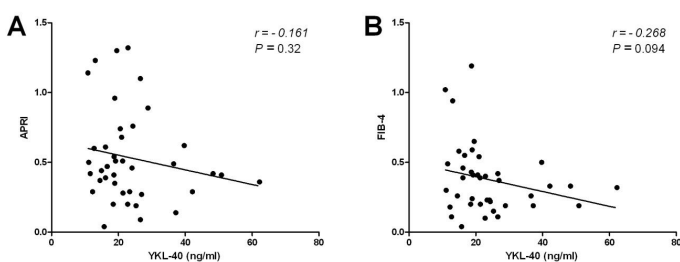 A
r = - 0.161
P = 0.32
APRI
1.5
1.0
0.5
0.0
0 20 40 60 80
YKL-40 (ng/ml)
B
r = - 0.268
P = 0.094
FIB-4
1.5
1.0
0.5
0.0
0 20 40 60 80
YKL-40 (ng/ml)